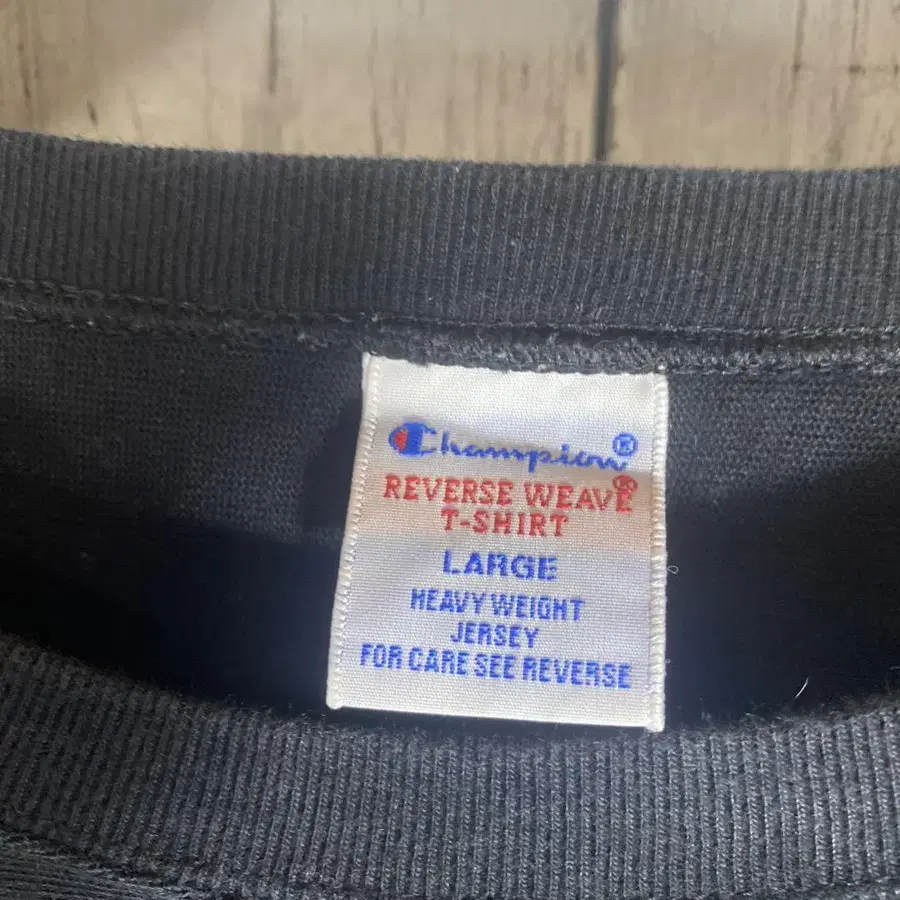 Champion®
REVERSE WEAVE®
T-SHIRT
LARGE
HEAVY WEIGHT
JERSEY
FOR CARE SEE REVERSE